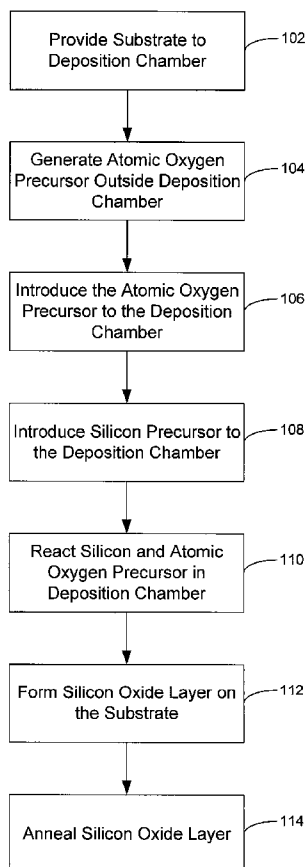 Provide Substrate to
Deposition Chamber
102
Generate Atomic Oxygen
Precursor Outside Deposition
Chamber
104
Introduce the Atomic Oxygen
Precursor to the Deposition
Chamber
106
Introduce Silicon Precursor to
the Deposition Chamber
108
React Silicon and Atomic
Oxygen Precursor in
Deposition Chamber
110
Form Silicon Oxide Layer on
the Substrate
112
Anneal Silicon Oxide Layer
114